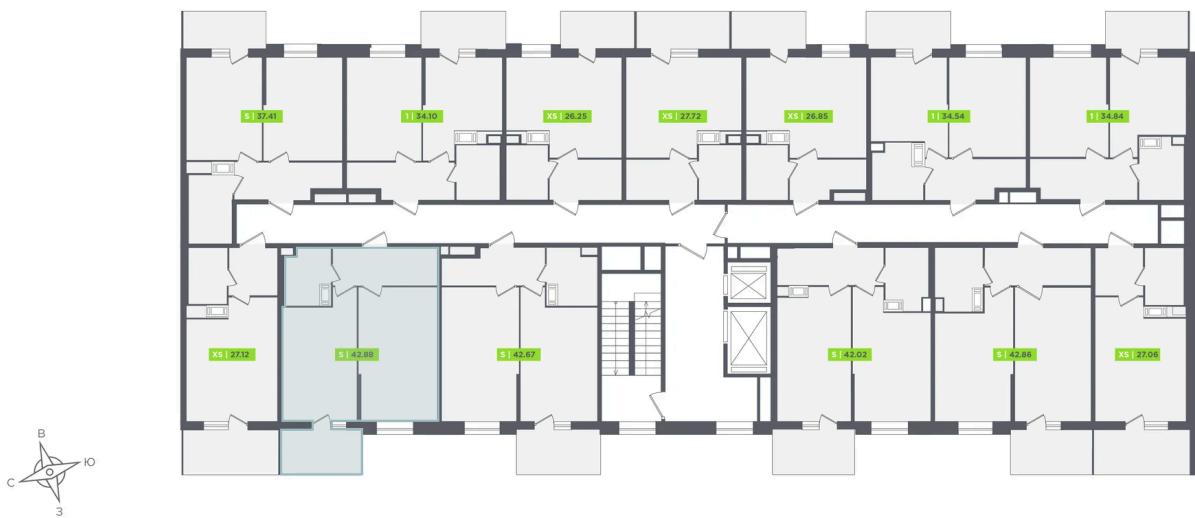 S | 37.41
1 | 34.10
XS | 26.25
XS | 27.72
XS | 26.85
1 | 34.54
1 | 34.84
XS | 27.12
S | 42.88
S | 42.67
S | 42.02
S | 42.86
XS | 27.06
В
Ю
С
З